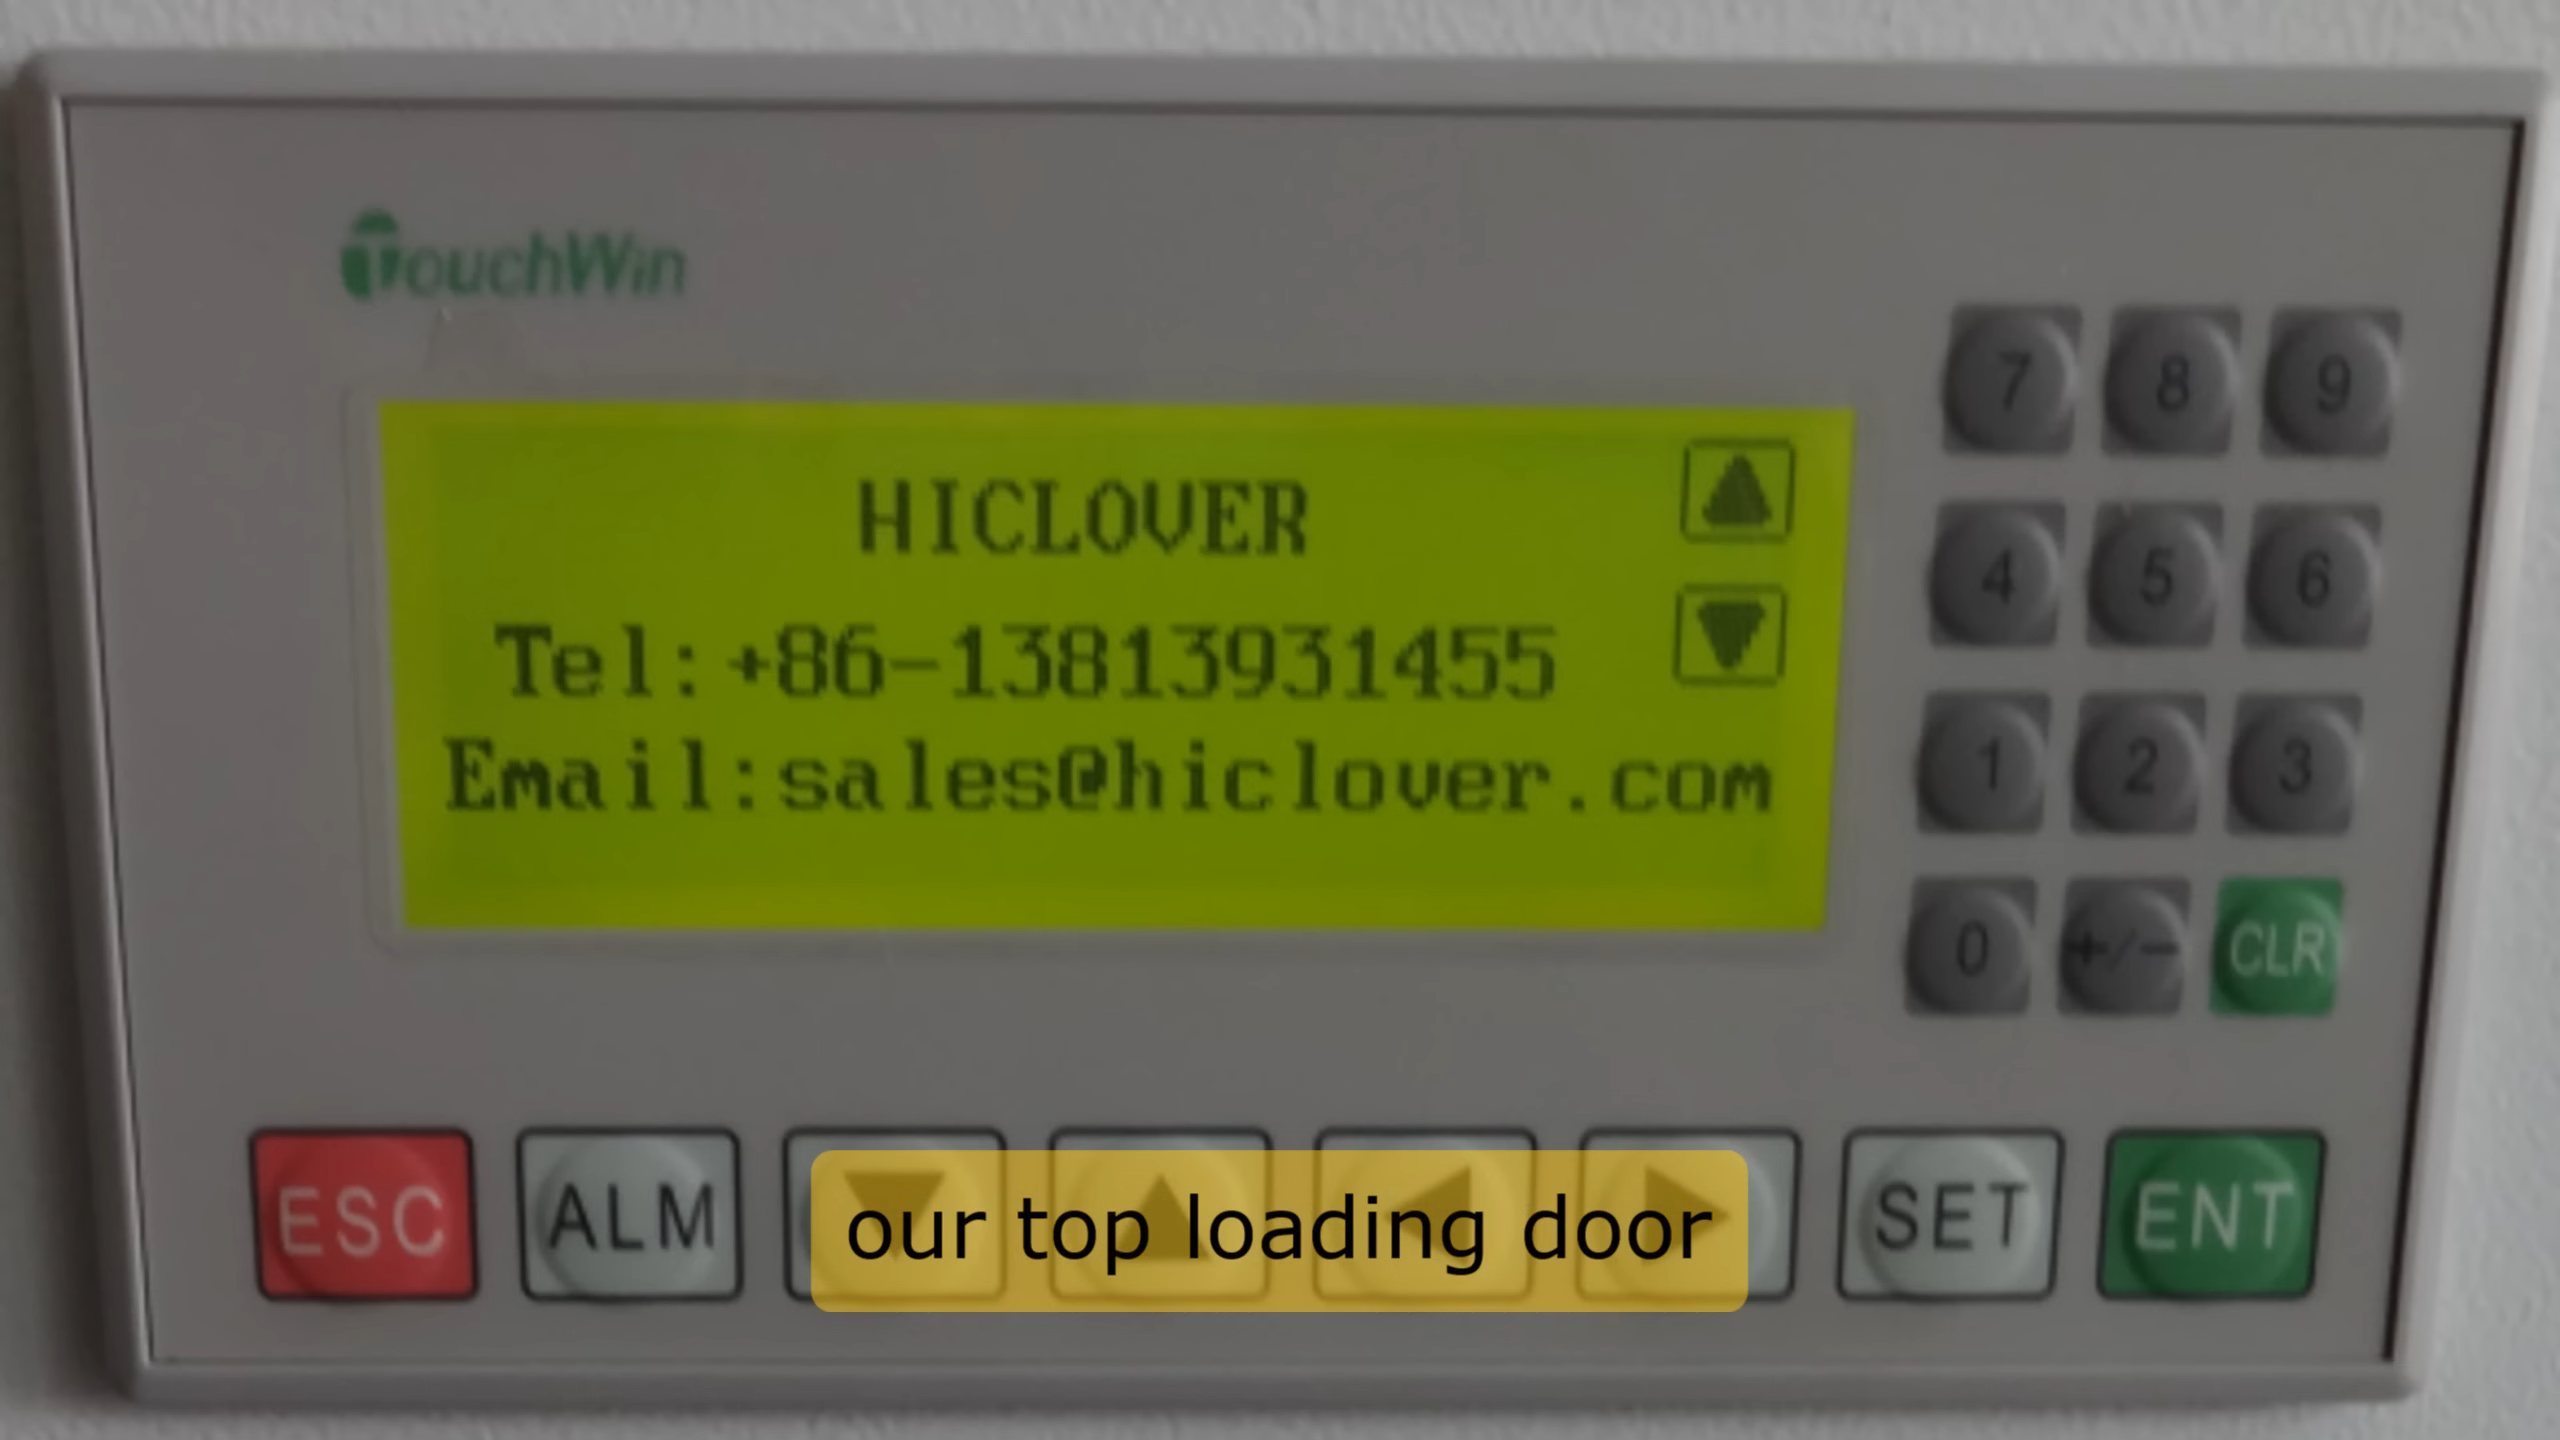 TouchWin
HICLOVER
Tel:+86-13813931455
Email:sales@hiclover.com
7 8 9
4 5 6
1 2 3
0 +/- CLR
ESC ALM SET ENT
our top loading door